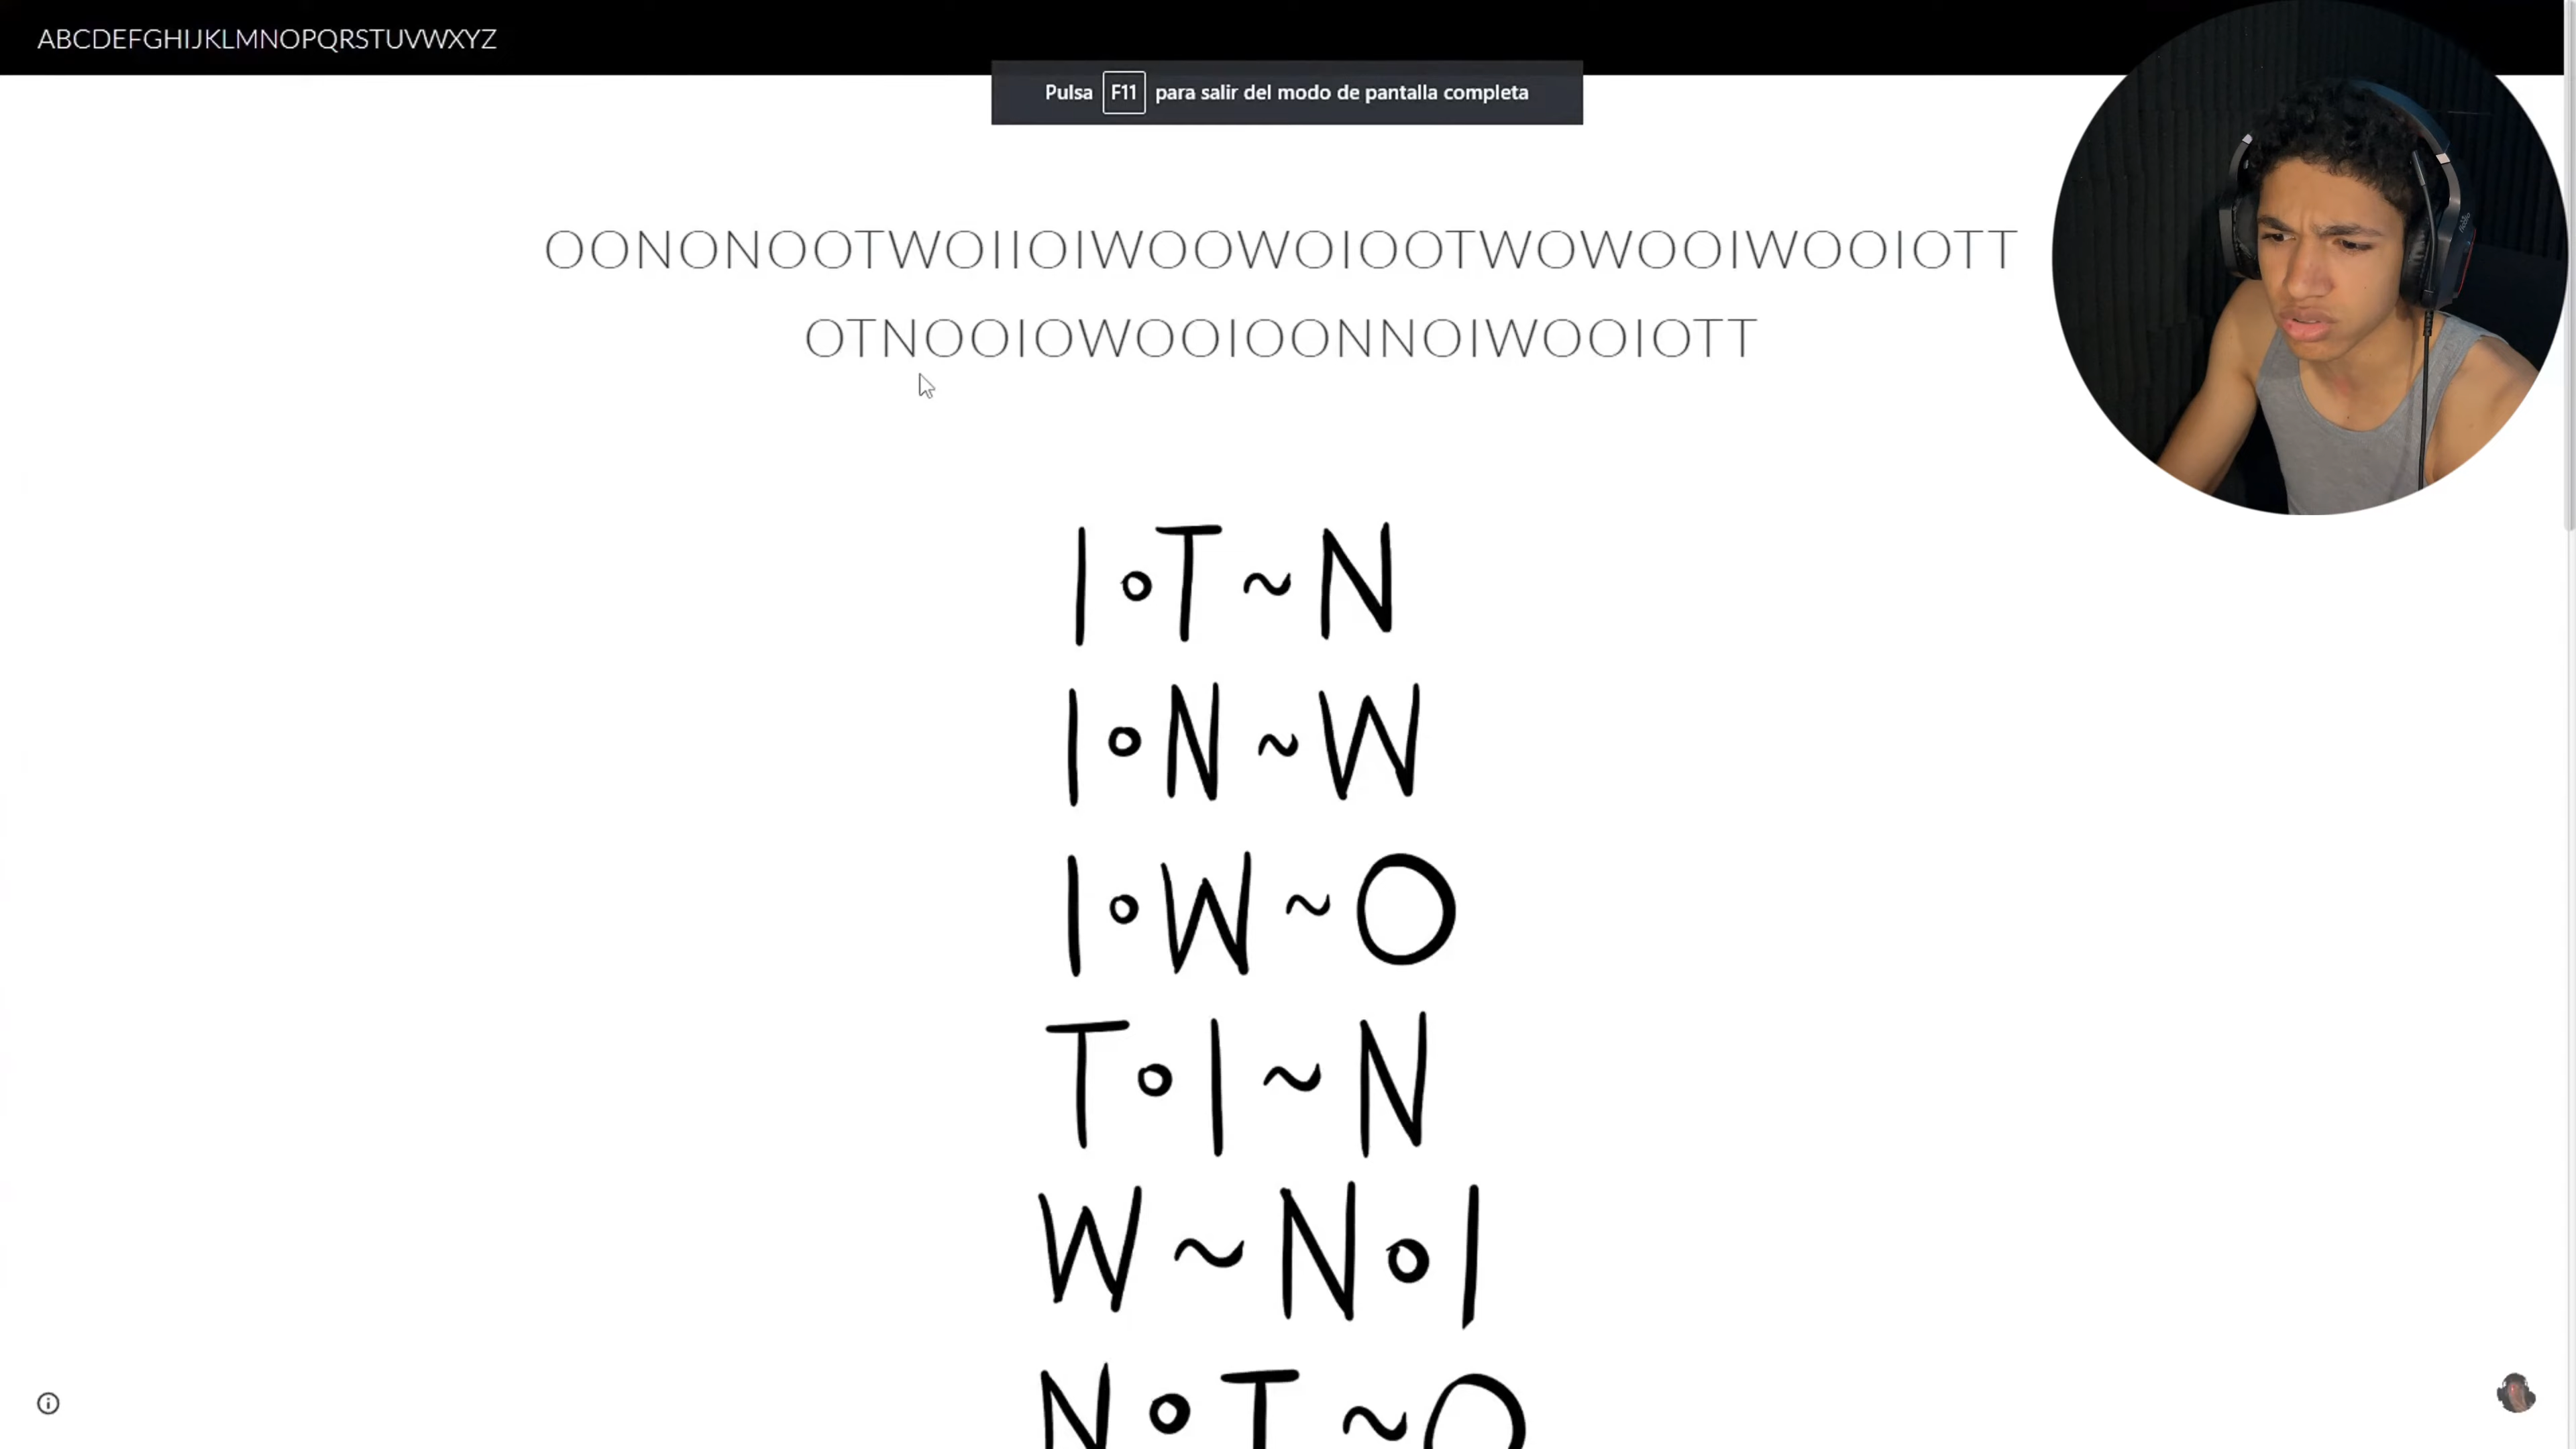 ABCDEFGHIJKLMNOPQRSTUVWXYZ
Pulsa F11 para salir del modo de pantalla completa
OONONOOTWOIIOIWOOWOIOOTWOWOOIWOOIOTT
OTNOOIOWOOIOONNOIWOOIOTT
I∘T~N
I∘N~W
I∘W~O
T∘I~N
W~N∘I
N∘T~O